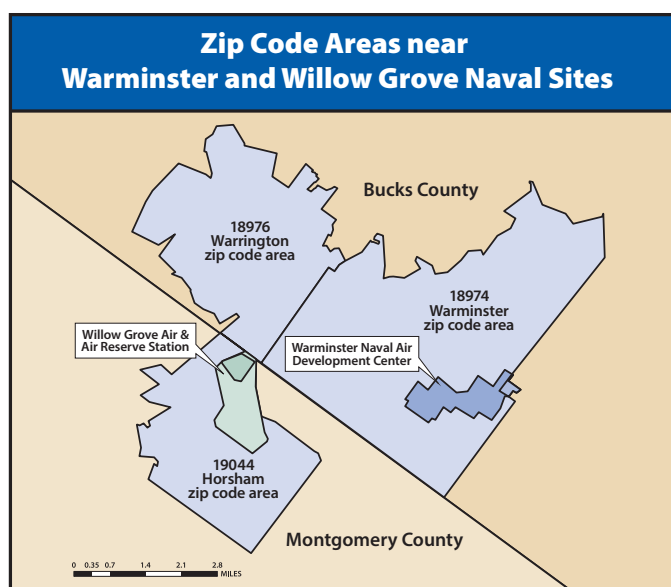 Zip Code Areas near
Warminster and Willow Grove Naval Sites
Bucks County
18976
Warrington
zip code area
18974
Warminster
zip code area
Willow Grove Air &
Air Reserve Station
Warminster Naval Air
Development Center
19044
Horsham
zip code area
Montgomery County
0 0.35 0.7 1.4 2.1 2.8
MILES